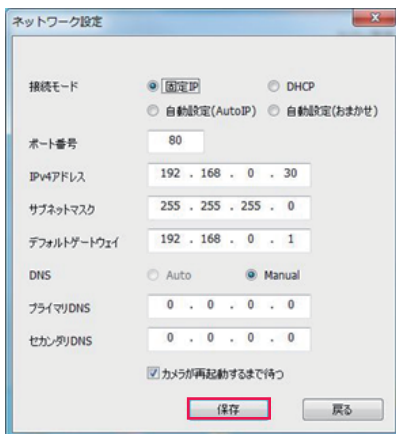 ネットワーク設定
接続モード 固定IP DHCP
自動設定(AutoIP) 自動設定(おまかせ)
ポート番号 80
IPv4アドレス 192 . 168 . 0 . 30
サブネットマスク 255 . 255 . 255 . 0
デフォルトゲートウェイ 192 . 168 . 0 . 1
DNS Auto Manual
プライマリDNS 0 . 0 . 0 . 0
セカンダリDNS 0 . 0 . 0 . 0
カメラが再起動するまで待つ
保存 戻る